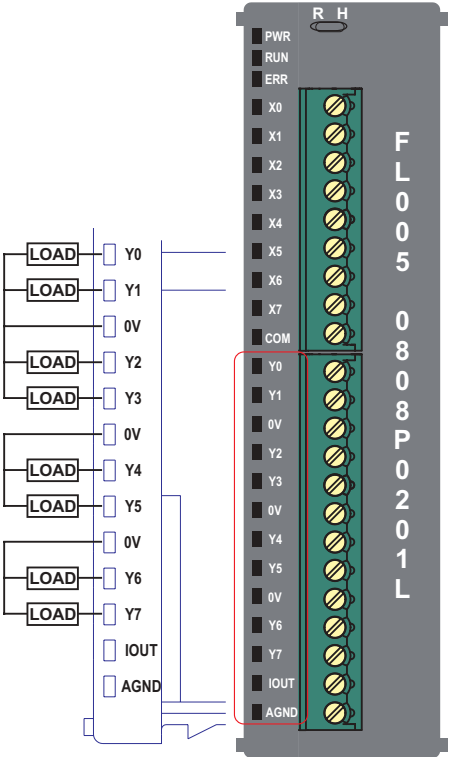 R H
PWR
RUN
ERR
X0
X1
X2
X3
X4
X5
X6
X7
COM
Y0
Y1
0V
Y2
Y3
0V
Y4
Y5
0V
Y6
Y7
IOUT
AGND
FL005 0808P0201L
LOAD Y0
LOAD Y1
0V
LOAD Y2
LOAD Y3
0V
LOAD Y4
LOAD Y5
0V
LOAD Y6
LOAD Y7
IOUT
AGND